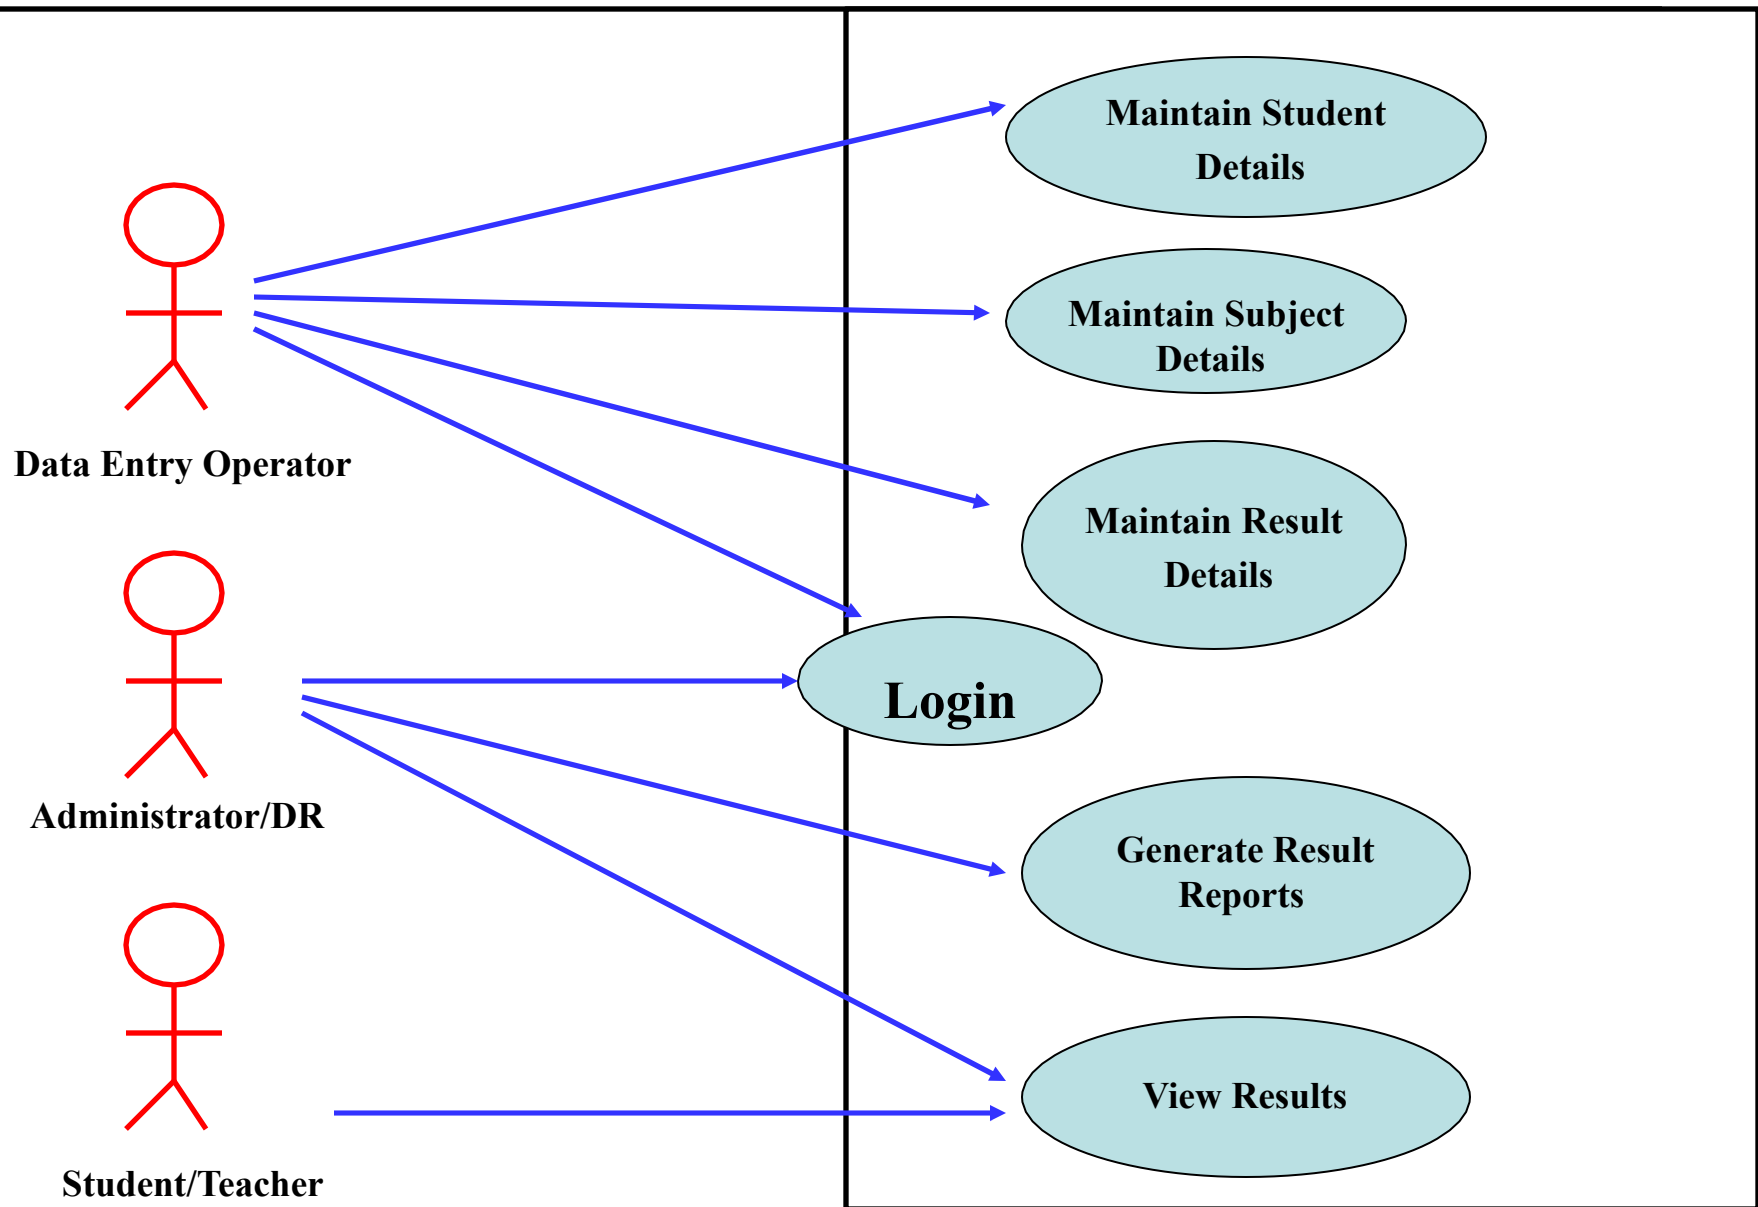 Maintain Student
Details
Maintain Subject
Details
Data Entry Operator
Maintain Result
Details
Login
Administrator/DR
Generate Result
Reports
View Results
Student/Teacher